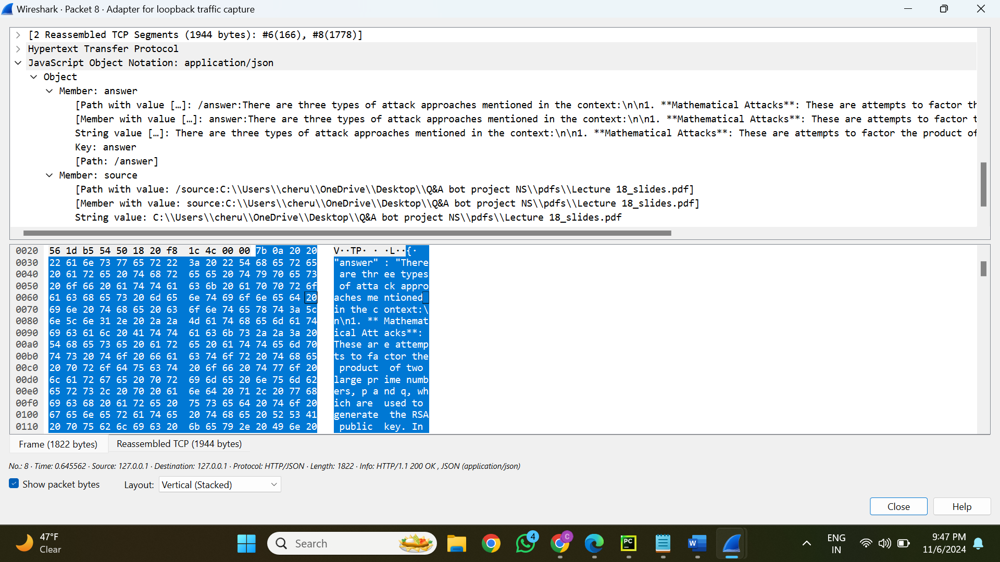 Wireshark · Packet 8 · Adapter for loopback traffic capture
[2 Reassembled TCP Segments (1944 bytes): #6(166), #8(1778)]
Hypertext Transfer Protocol
JavaScript Object Notation: application/json
Object
Member: answer
[Path with value […]: /answer:There are three types of attack approaches mentioned in the context:\n\n1. **Mathematical Attacks**: These are attempts to factor th
[Member with value […]: answer:There are three types of attack approaches mentioned in the context:\n\n1. **Mathematical Attacks**: These are attempts to factor t
String value […]: There are three types of attack approaches mentioned in the context:\n\n1. **Mathematical Attacks**: These are attempts to factor the product of
Key: answer
[Path: /answer]
Member: source
[Path with value: /source:C:\\Users\\cheru\\OneDrive\\Desktop\\Q&A bot project NS\\pdfs\\Lecture 18_slides.pdf]
[Member with value: source:C:\\Users\\cheru\\OneDrive\\Desktop\\Q&A bot project NS\\pdfs\\Lecture 18_slides.pdf]
String value: C:\\Users\\cheru\\OneDrive\\Desktop\\Q&A bot project NS\\pdfs\\Lecture 18_slides.pdf
0020 56 1d b5 54 50 18 20 f8 1c 4c 00 00 7b 0a 20 20 V··TP· · ·L··{·
0030 22 61 6e 73 77 65 72 22 3a 20 22 54 68 65 72 65 "answer" : "There
0040 20 61 72 65 20 74 68 72 65 65 20 74 79 70 65 73 are thr ee types
0050 20 6f 66 20 61 74 74 61 63 6b 20 61 70 70 72 6f of atta ck appro
0060 61 63 68 65 73 20 6d 65 6e 74 69 6f 6e 65 64 20 aches me ntioned
0070 69 6e 20 74 68 65 20 63 6f 6e 74 65 78 74 3a 5c in the c ontext:\
0080 6e 5c 6e 31 2e 20 2a 2a 4d 61 74 68 65 6d 61 74 n\n1. ** Mathemat
0090 69 63 61 6c 20 41 74 74 61 63 6b 73 2a 2a 3a 20 ical Att acks**:
00a0 54 68 65 73 65 20 61 72 65 20 61 74 74 65 6d 70 These ar e attemp
00b0 74 73 20 74 6f 20 66 61 63 74 6f 72 20 74 68 65 ts to fa ctor the
00c0 20 70 72 6f 64 75 63 74 20 6f 66 20 74 77 6f 20 product of two
00d0 6c 61 72 67 65 20 70 72 69 6d 65 20 6e 75 6d 62 large pr ime numb
00e0 65 72 73 2c 20 70 20 61 6e 64 20 71 2c 20 77 68 ers, p a nd q, wh
00f0 69 63 68 20 61 72 65 20 75 73 65 64 20 74 6f 20 ich are used to
0100 67 65 6e 65 72 61 74 65 20 74 68 65 20 52 53 41 generate the RSA
0110 20 70 75 62 6c 69 63 20 6b 65 79 2e 20 49 6e 20 public key. In
Frame (1822 bytes) Reassembled TCP (1944 bytes)
No.: 8 · Time: 0.645562 · Source: 127.0.0.1 · Destination: 127.0.0.1 · Protocol: HTTP/JSON · Length: 1822 · Info: HTTP/1.1 200 OK , JSON (application/json)
Show packet bytes Layout: Vertical (Stacked)
Close Help
47°F
Clear
Search
4
C
PC
W
ENG
IN
9:47 PM
11/6/2024